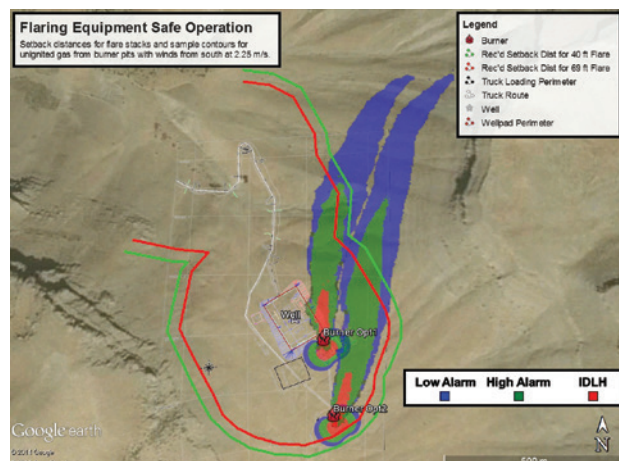 Flaring Equipment Safe Operation
Setback distances for flare stacks and sample contours for
unignited gas from burner pits with winds from south at 2.25 m/s.
Legend
Burner
Rec'd Setback Dist for 40 ft Flare
Rec'd Setback Dist for 69 ft Flare
Truck Loading Perimeter
Truck Route
Well
Wellpad Perimeter
Well
Burner Opt1
Burner Opt2
Low Alarm
High Alarm
IDLH
Google earth
©2011 Google
N